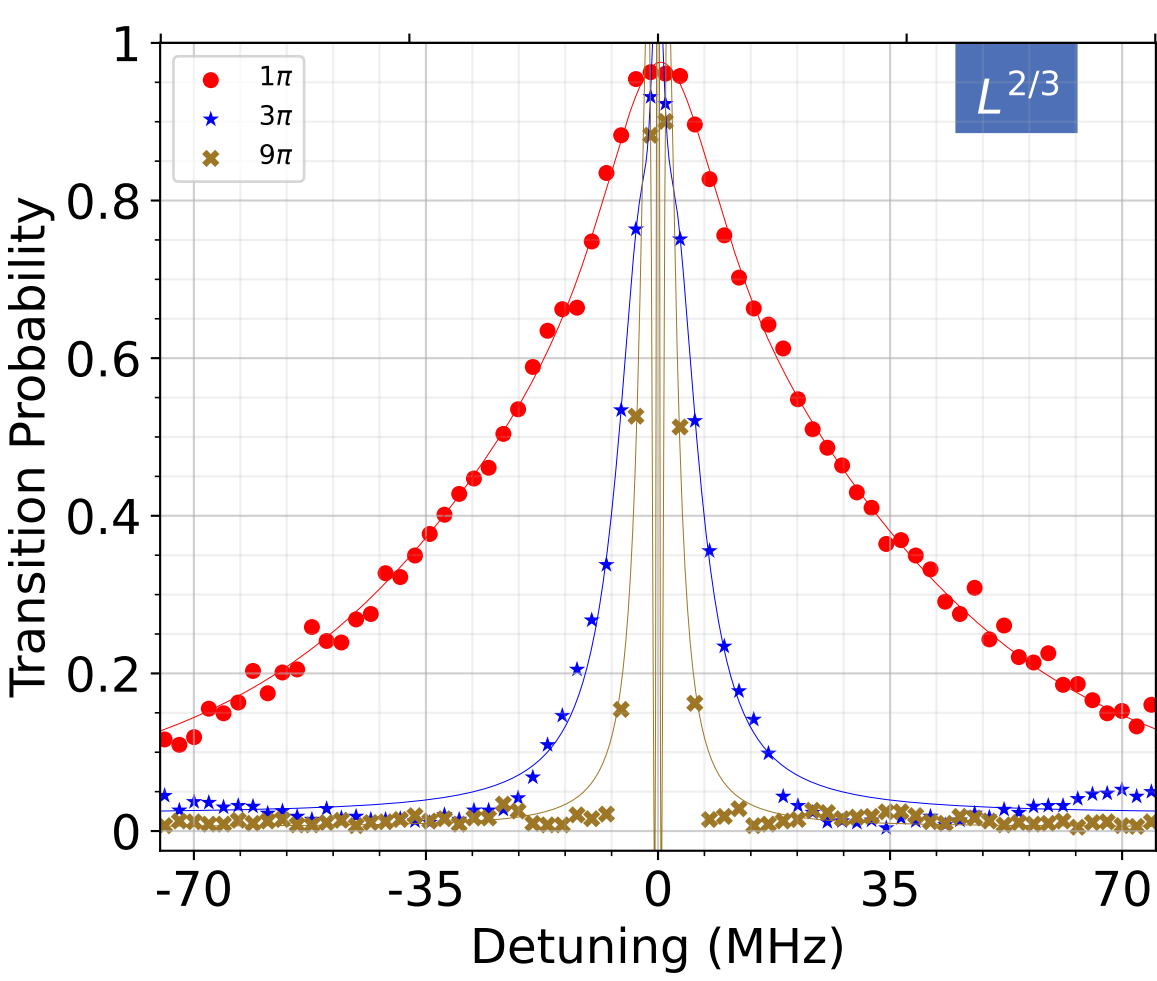 1
1π
3π
9π
L^{2/3}
0.8
0.6
0.4
0.2
0
-70 -35 0 35 70
Detuning (MHz)
Transition Probability